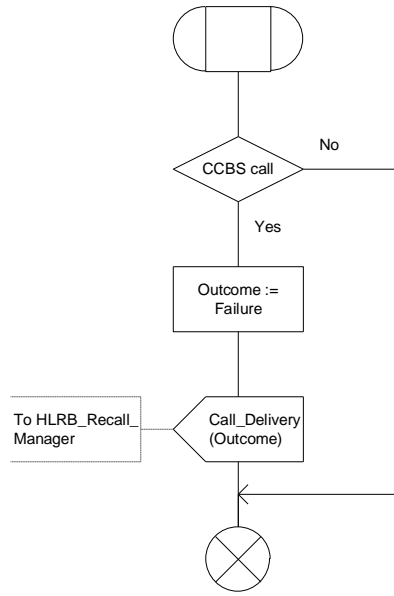 CCBS call
No
Yes
Outcome :=
Failure
To HLRB_Recall_
Manager
Call_Delivery
(Outcome)